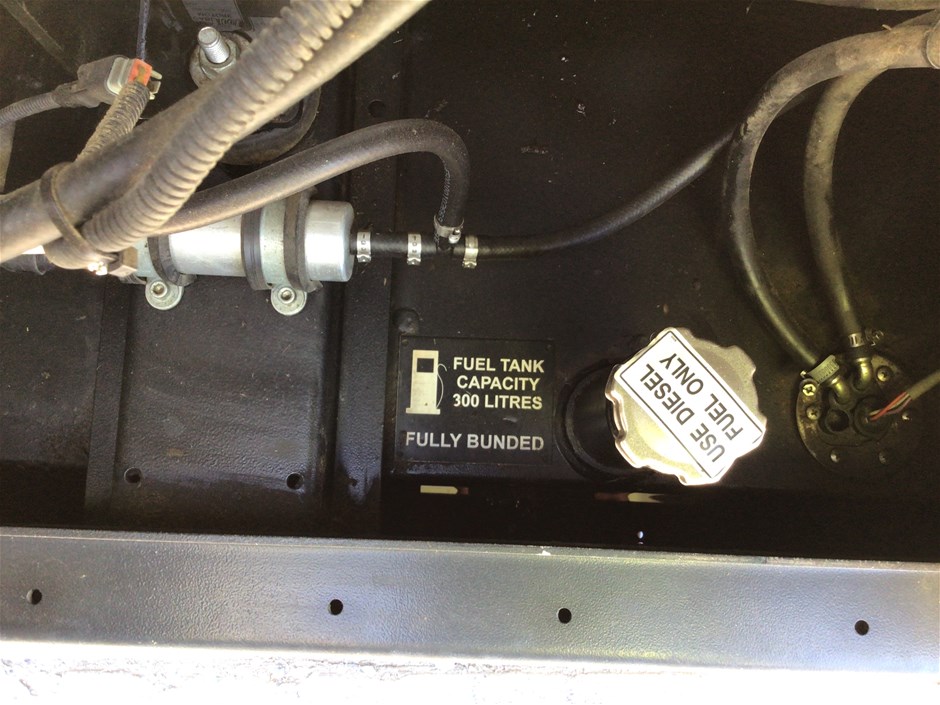 FUEL TANK
CAPACITY
300 LITRES
FULLY BUNDED
USE DIESEL
FUEL ONLY